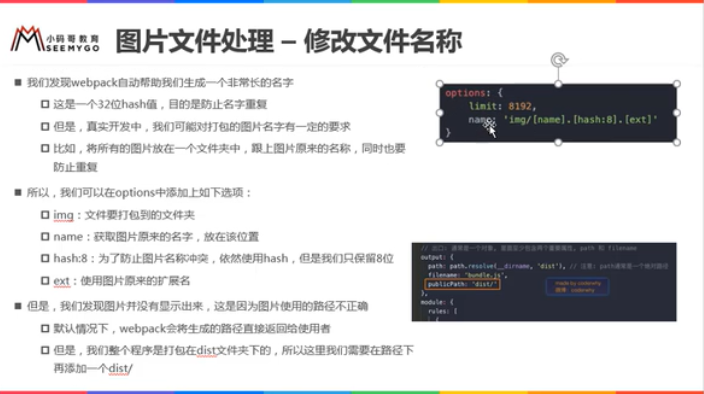 小码哥教育
SEEMYGO
图片文件处理 – 修改文件名称
我们发现webpack自动帮助我们生成一个非常长的名字
这是一个32位hash值，目的是防止名字重复
但是，真实开发中，我们可能对打包的图片名字有一定的要求
比如，将所有的图片放在一个文件夹中，跟上图片原来的名称，同时也要
防止重复
所以，我们可以在options中添加上如下选项：
img：文件要打包到的文件夹
name：获取图片原来的名字，放在该位置
hash:8：为了防止图片名称冲突，依然使用hash，但是我们只保留8位
ext：使用图片原来的扩展名
但是，我们发现图片并没有显示出来，这是因为图片使用的路径不正确
默认情况下，webpack会将生成的路径直接返回给使用者
但是，我们整个程序是打包在dist文件夹下的，所以这里我们需要在路径下
再添加一个dist/
options: {
limit: 8192,
name: 'img/[name].[hash:8].[ext]'
}
// 出口: 通常是一个对象, 里面至少包含两个重要属性, path 和 filename
output: {
path: path.resolve(__dirname, 'dist'), // 注意: path通常是一个绝对路径
filename: 'bundle.js',
publicPath: 'dist/'
},
module: {
rules: [
{
made by coderwhy
coderwhy